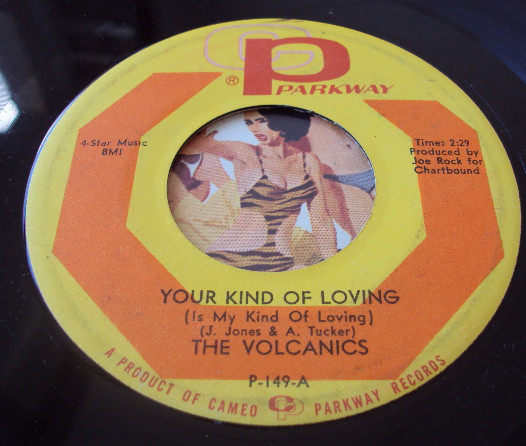 ® PARKWAY
4-Star Music
BMI
Time: 2:29
Produced by
Joe Rock for
Chartbound
YOUR KIND OF LOVING
(Is My Kind Of Loving)
(J. Jones & A. Tucker)
THE VOLCANICS
P-149-A
A PRODUCT OF CAMEO CP PARKWAY RECORDS